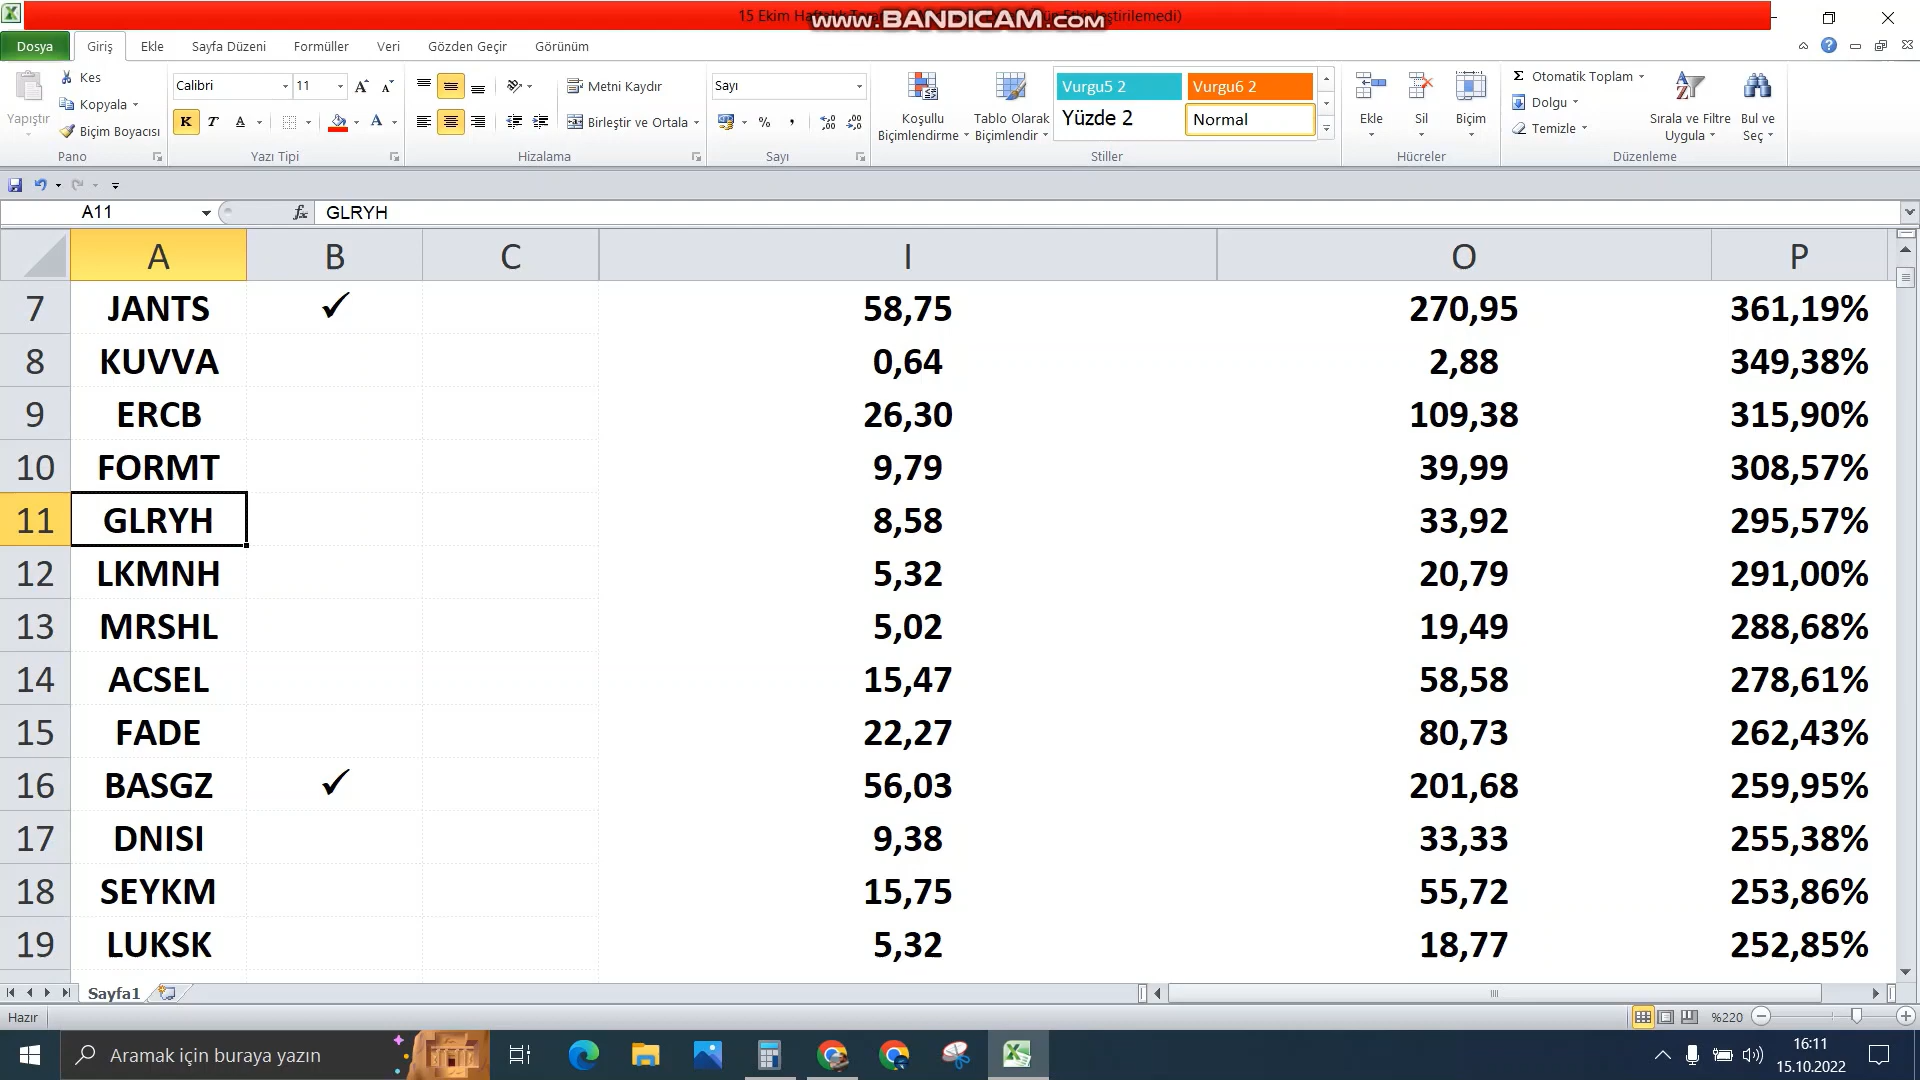 15 Ekim Haftalık
www.BANDICAM.com
Etkinleştirilemedi)
Dosya Giriş Ekle Sayfa Düzeni Formüller Veri Gözden Geçir Görünüm
Yapıştır
Kes
Kopyala
Biçim Boyacısı
Pano
Calibri 11
K T A
Yazı Tipi
Metni Kaydır
Birleştir ve Ortala
Hizalama
Sayı
%
Sayı
Koşullu Biçimlendirme
Tablo Olarak Biçimlendir
Vurgu5 2 Vurgu6 2
Yüzde 2 Normal
Stiller
Ekle Sil Biçim
Hücreler
Σ Otomatik Toplam
Dolgu
Temizle
Sırala ve Filtre Uygula
Bul ve Seç
Düzenleme
A11 fx GLRYH
A B C I O P
7 JANTS ✓ 58,75 270,95 361,19%
8 KUVVA 0,64 2,88 349,38%
9 ERCB 26,30 109,38 315,90%
10 FORMT 9,79 39,99 308,57%
11 GLRYH 8,58 33,92 295,57%
12 LKMNH 5,32 20,79 291,00%
13 MRSHL 5,02 19,49 288,68%
14 ACSEL 15,47 58,58 278,61%
15 FADE 22,27 80,73 262,43%
16 BASGZ ✓ 56,03 201,68 259,95%
17 DNISI 9,38 33,33 255,38%
18 SEYKM 15,75 55,72 253,86%
19 LUKSK 5,32 18,77 252,85%
Sayfa1
Hazır %220
Aramak için buraya yazın
16:11
15.10.2022